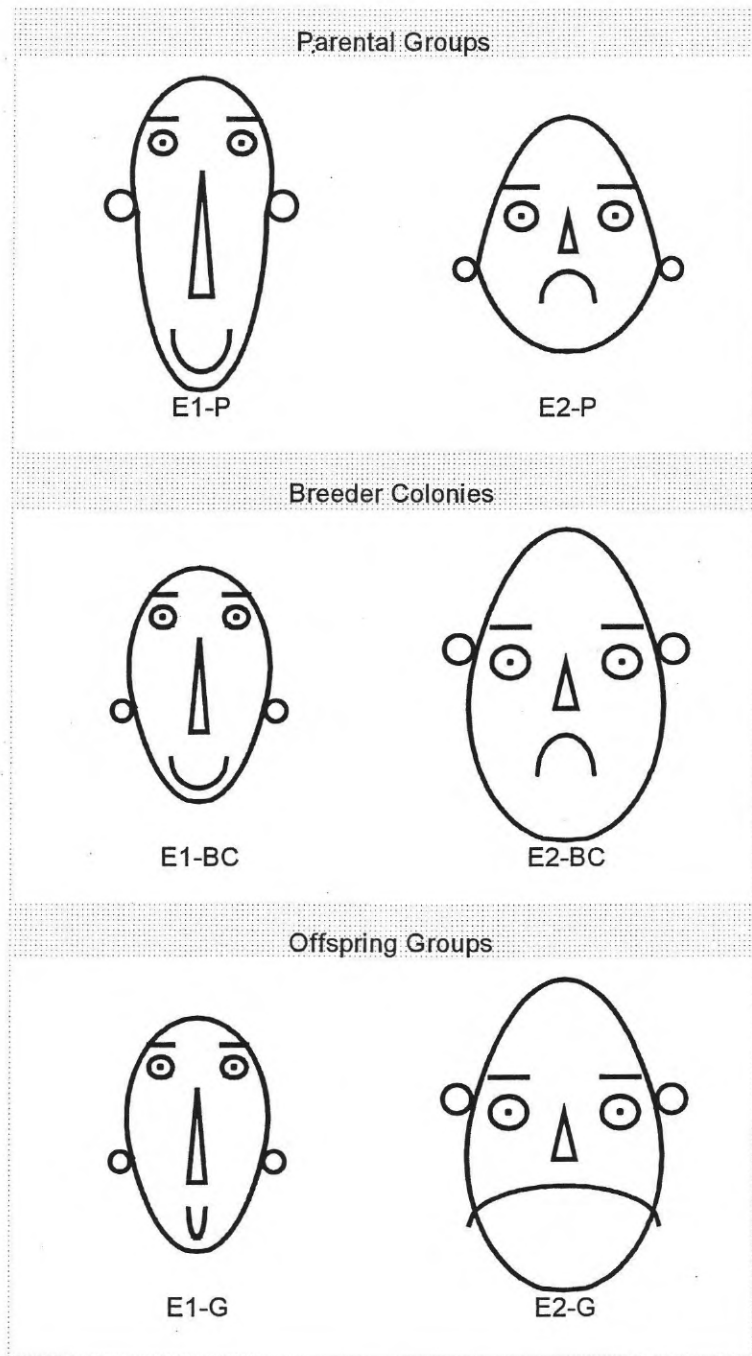 Parental Groups
E1-P E2-P
Breeder Colonies
E1-BC E2-BC
Offspring Groups
E1-G E2-G